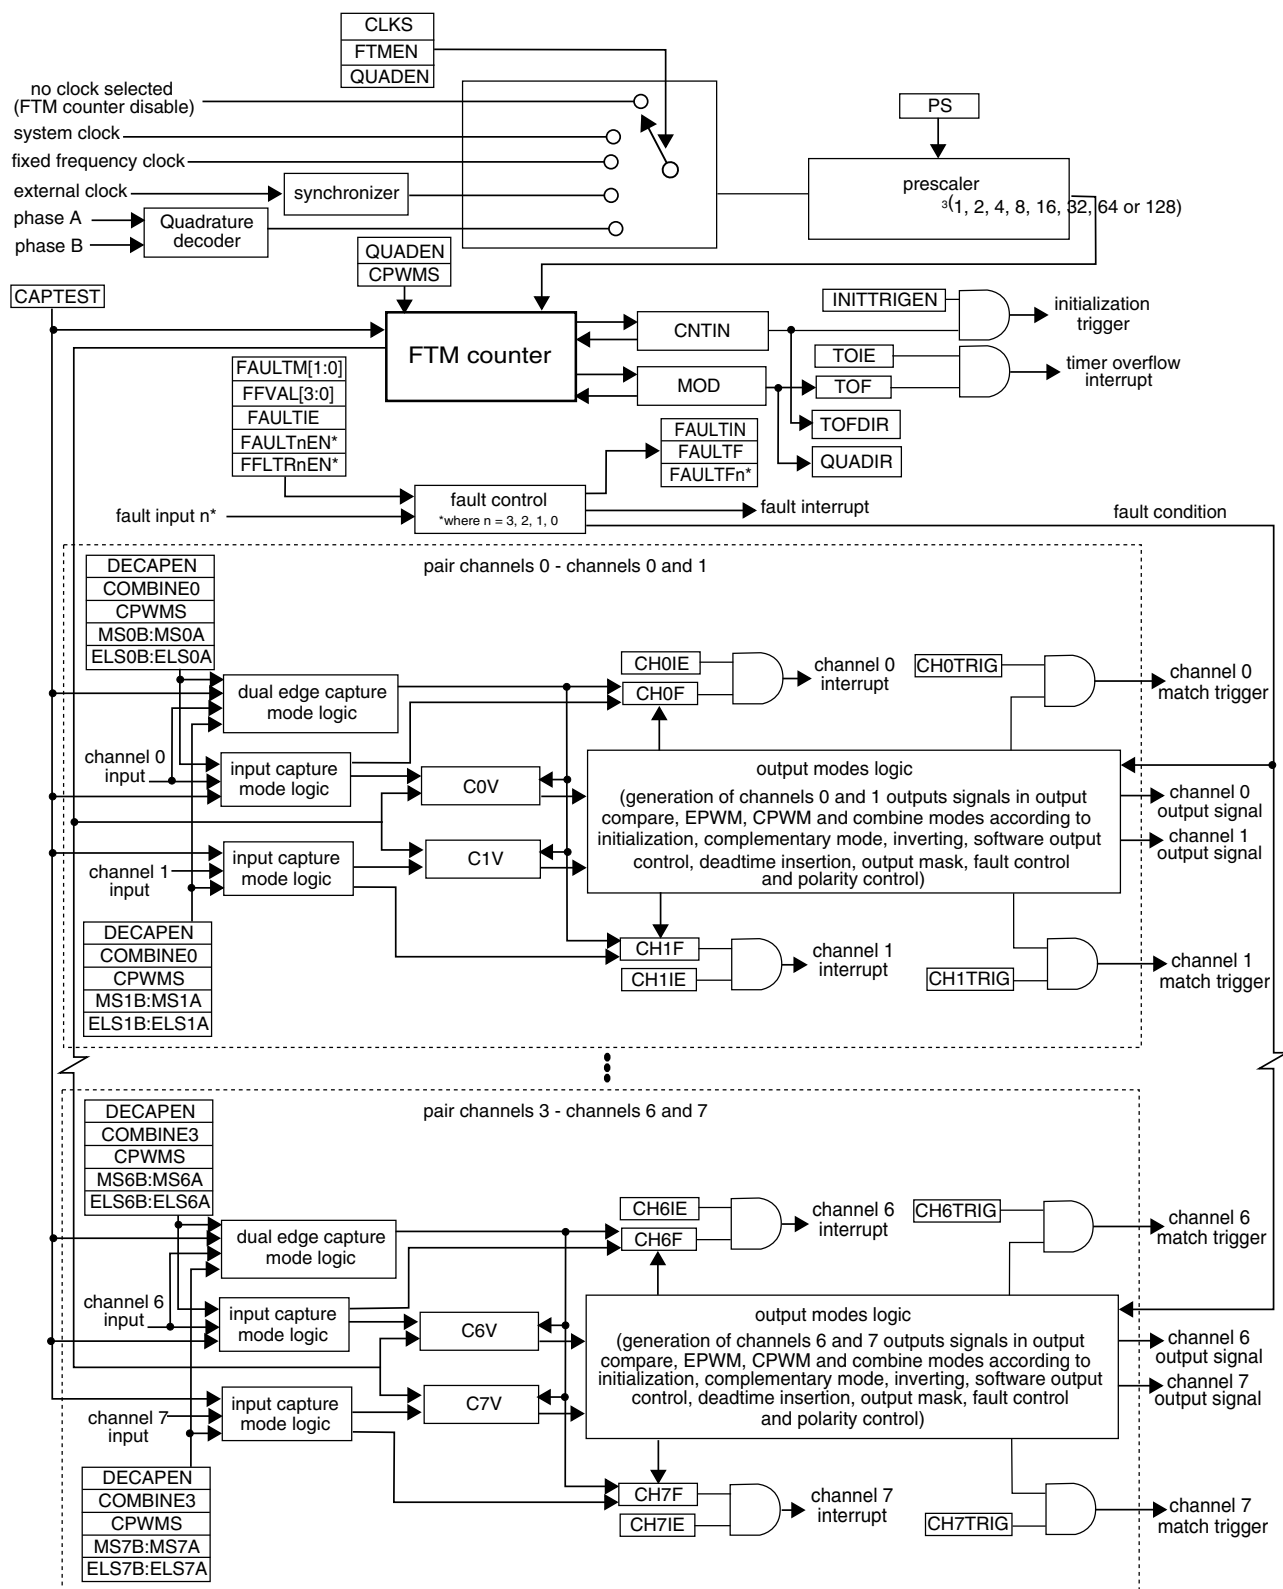 CLKS
FTMEN
QUADEN
no clock selected
(FTM counter disable)
system clock
fixed frequency clock
external clock
synchronizer
phase A
phase B
Quadrature
decoder
PS
prescaler
3(1, 2, 4, 8, 16, 32, 64 or 128)
QUADEN
CPWMS
CAPTEST
FTM counter
CNTIN
MOD
INITTRIGEN
initialization
trigger
TOIE
TOF
timer overflow
interrupt
TOFDIR
QUADIR
FAULTM[1:0]
FFVAL[3:0]
FAULTIE
FAULTnEN*
FFLTRnEN*
FAULTIN
FAULTF
FAULTFn*
fault input n*
fault control
*where n = 3, 2, 1, 0
fault interrupt
fault condition
pair channels 0 - channels 0 and 1
DECAPEN
COMBINE0
CPWMS
MS0B:MS0A
ELS0B:ELS0A
dual edge capture
mode logic
channel 0
input
input capture
mode logic
channel 1
input
input capture
mode logic
C0V
C1V
CH0IE
CH0F
channel 0
interrupt
CH0TRIG
channel 0
match trigger
output modes logic
(generation of channels 0 and 1 outputs signals in output
compare, EPWM, CPWM and combine modes according to
initialization, complementary mode, inverting, software output
control, deadtime insertion, output mask, fault control
and polarity control)
channel 0
output signal
channel 1
output signal
DECAPEN
COMBINE0
CPWMS
MS1B:MS1A
ELS1B:ELS1A
CH1F
CH1IE
channel 1
interrupt
CH1TRIG
channel 1
match trigger
pair channels 3 - channels 6 and 7
DECAPEN
COMBINE3
CPWMS
MS6B:MS6A
ELS6B:ELS6A
dual edge capture
mode logic
channel 6
input
input capture
mode logic
channel 7
input
input capture
mode logic
C6V
C7V
CH6IE
CH6F
channel 6
interrupt
CH6TRIG
channel 6
match trigger
output modes logic
(generation of channels 6 and 7 outputs signals in output
compare, EPWM, CPWM and combine modes according to
initialization, complementary mode, inverting, software output
control, deadtime insertion, output mask, fault control
and polarity control)
channel 6
output signal
channel 7
output signal
DECAPEN
COMBINE3
CPWMS
MS7B:MS7A
ELS7B:ELS7A
CH7F
CH7IE
channel 7
interrupt
CH7TRIG
channel 7
match trigger